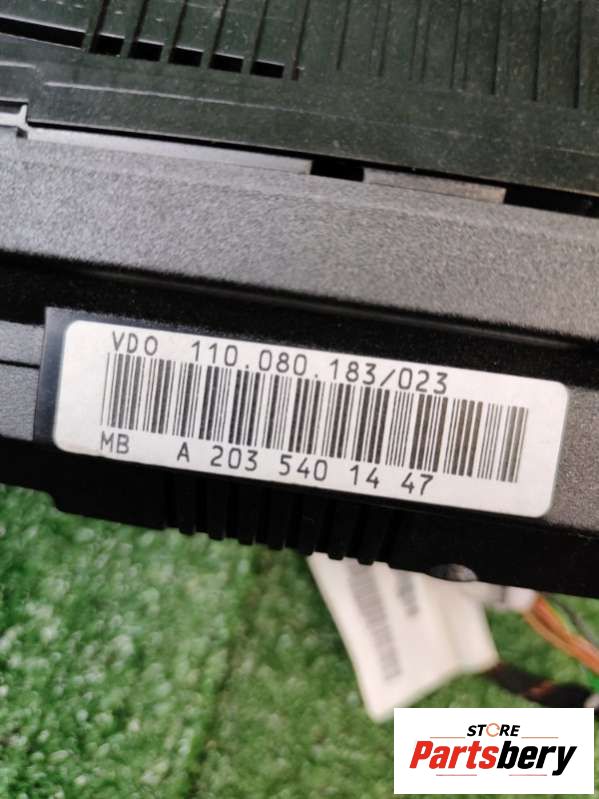 VDO 110.080.183/023
MB A 203 540 14 47
STORE
Partsbery